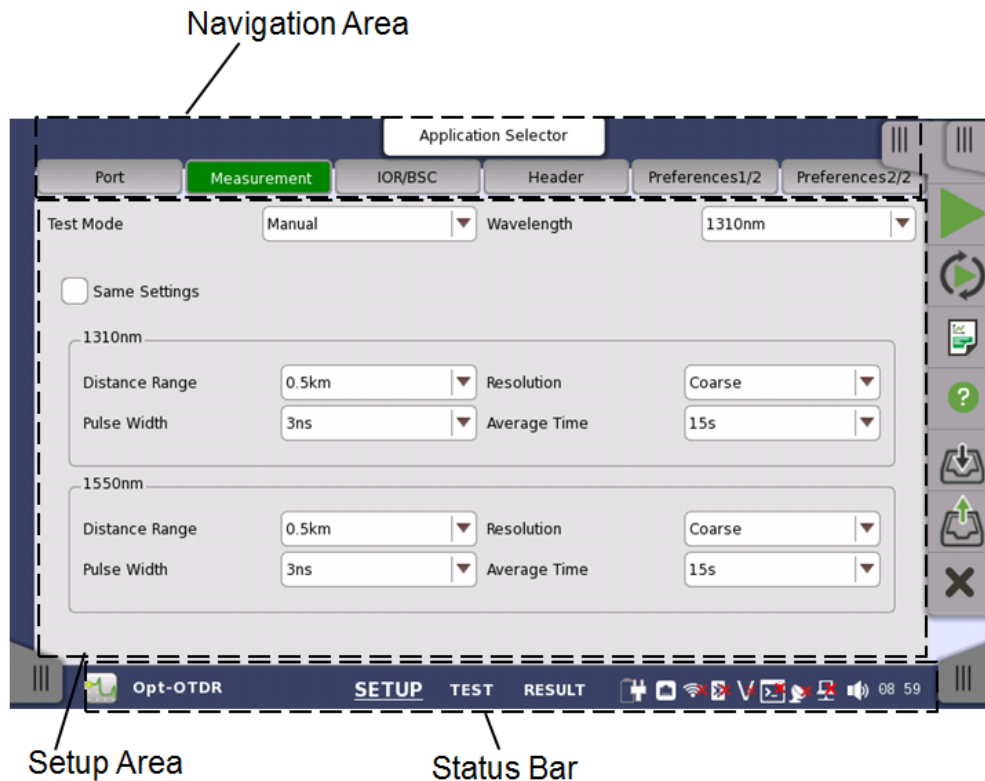 Navigation Area
Application Selector
Port Measurement IOR/BSC Header Preferences1/2 Preferences2/2
Test Mode Manual Wavelength 1310nm
Same Settings
1310nm
Distance Range 0.5km Resolution Coarse
Pulse Width 3ns Average Time 15s
1550nm
Distance Range 0.5km Resolution Coarse
Pulse Width 3ns Average Time 15s
Opt-OTDR SETUP TEST RESULT 08 59
Setup Area Status Bar